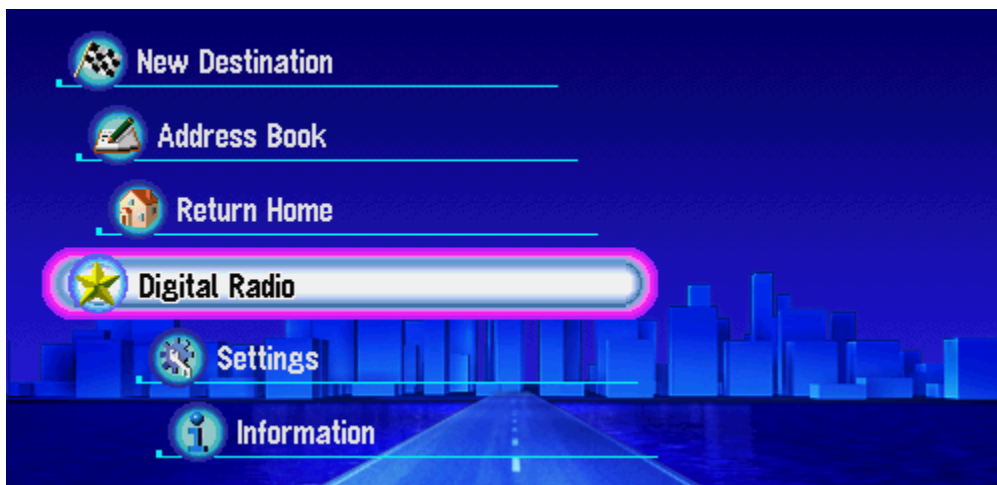 New Destination
Address Book
Return Home
Digital Radio
Settings
Information